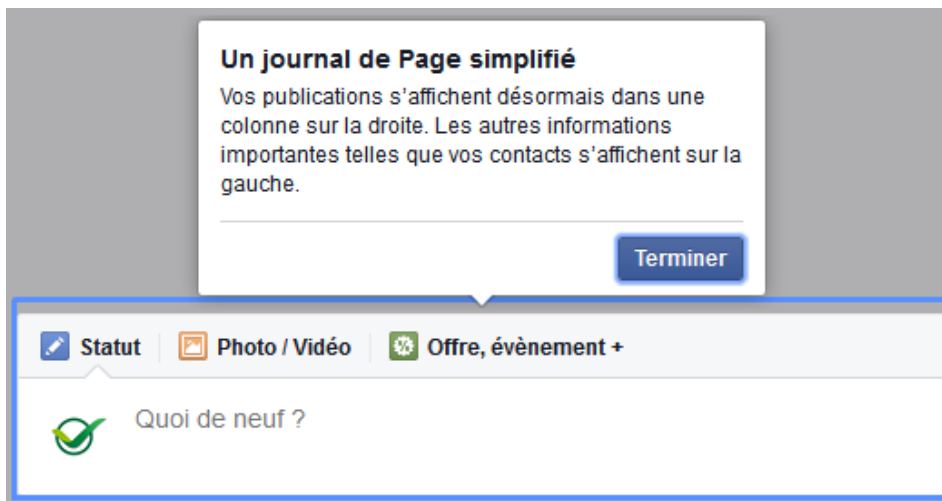 Un journal de Page simplifié
Vos publications s’affichent désormais dans une
colonne sur la droite. Les autres informations
importantes telles que vos contacts s’affichent sur la
gauche.
Terminer
Statut Photo / Vidéo Offre, évènement +
Quoi de neuf ?